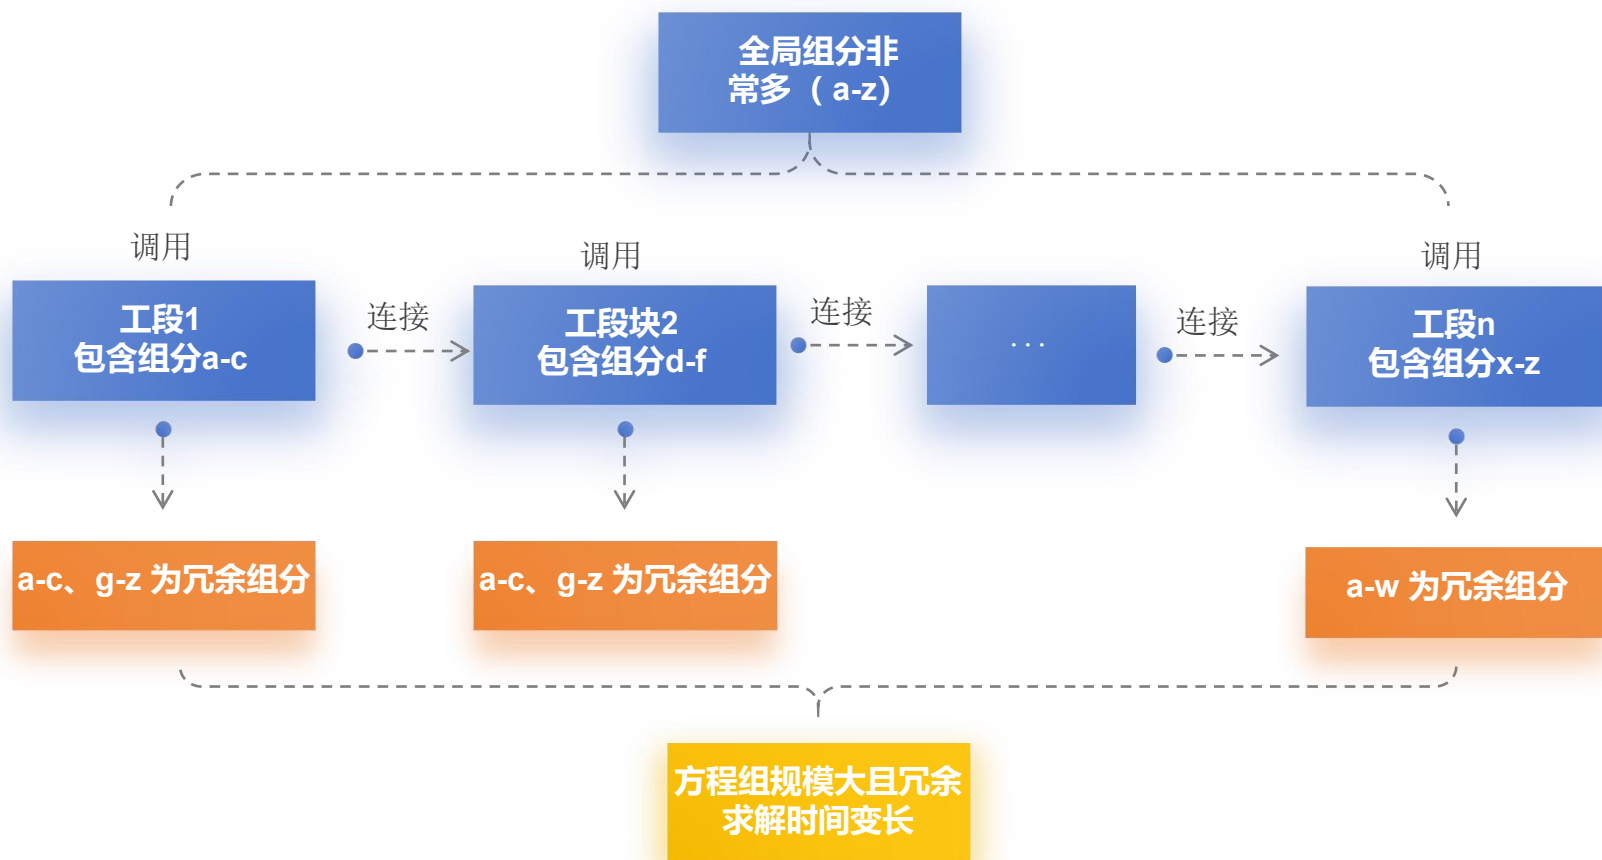 全局组分非
常多（ a-z）
调用
调用
调用
工段1
包含组分a-c
连接
工段块2
包含组分d-f
连接
···
连接
工段n
包含组分x-z
a-c、g-z 为冗余组分
a-c、g-z 为冗余组分
a-w 为冗余组分
方程组规模大且冗余
求解时间变长